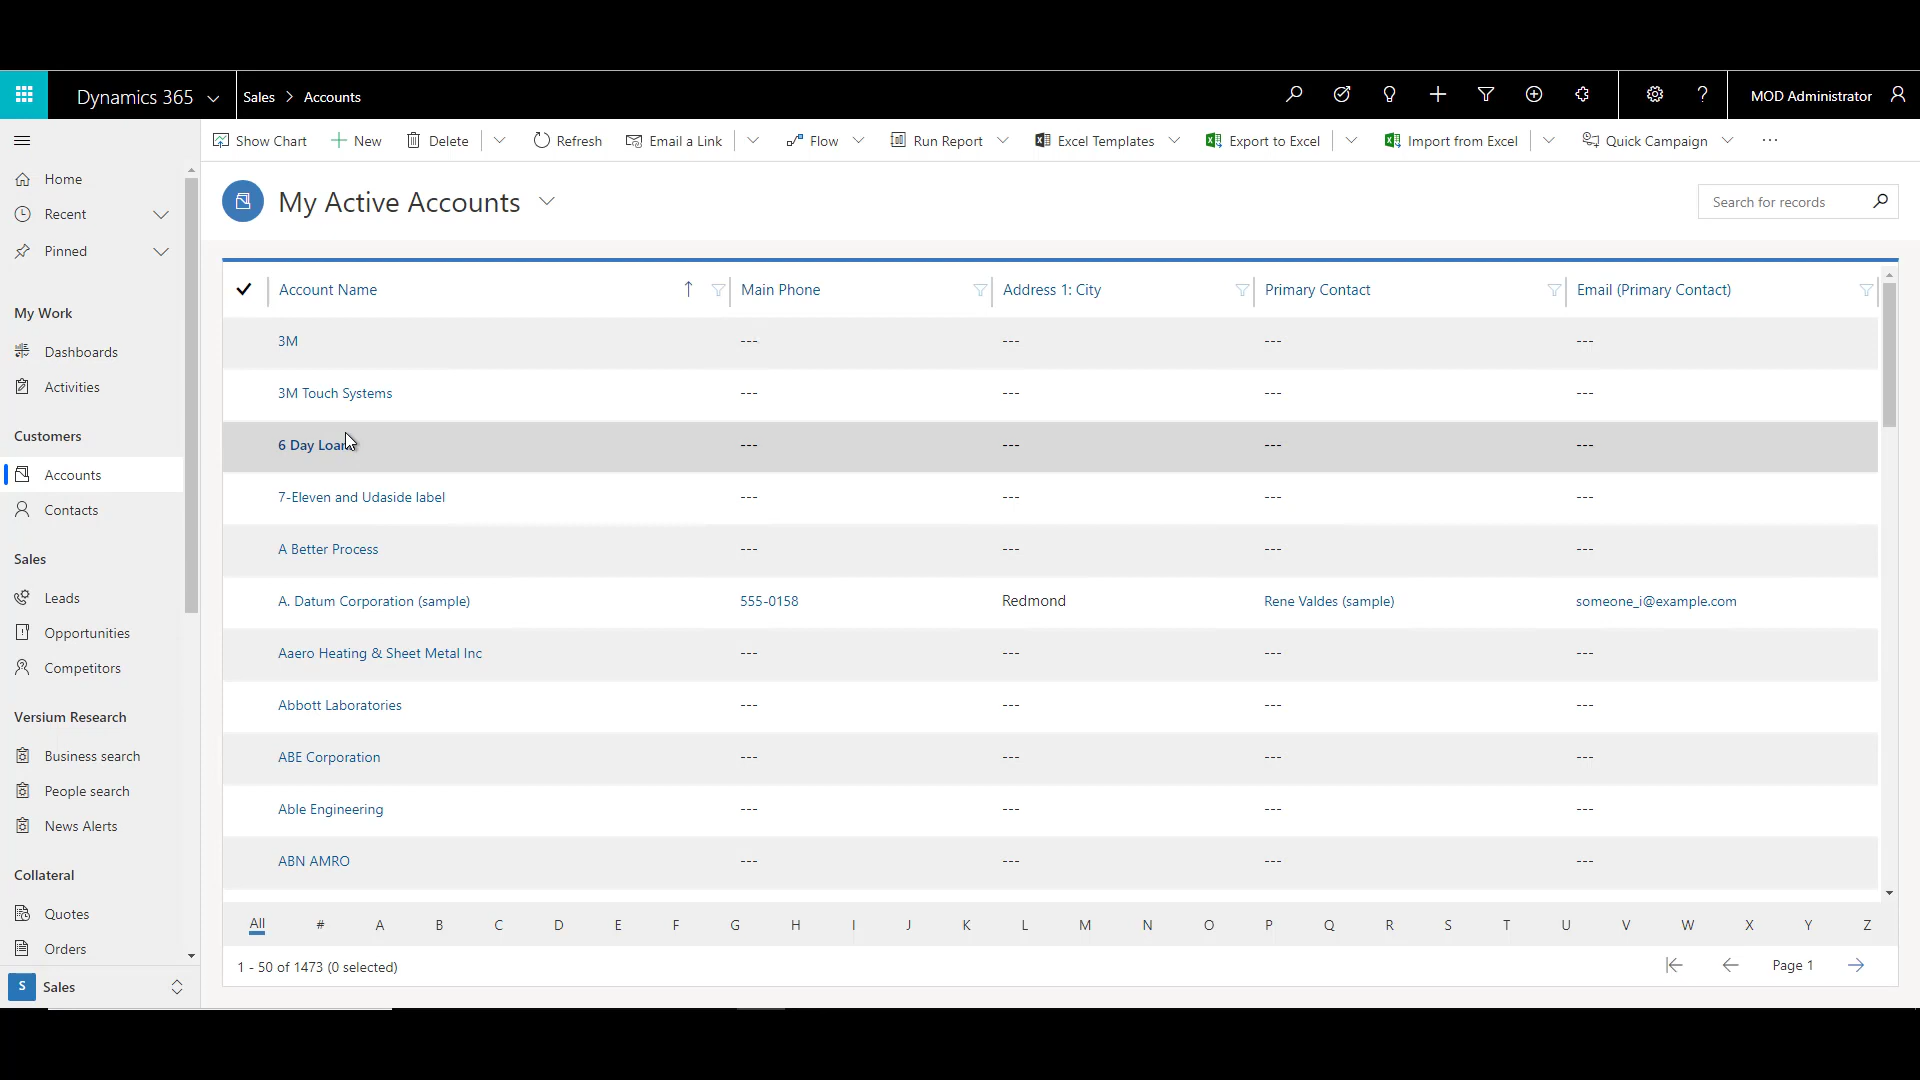 Dynamics 365 Sales > Accounts MOD Administrator
Show Chart New Delete Refresh Email a Link Flow Run Report Excel Templates Export to Excel Import from Excel Quick Campaign ...
Home
Recent
Pinned
My Work
Dashboards
Activities
Customers
Accounts
Contacts
Sales
Leads
Opportunities
Competitors
Versium Research
Business search
People search
News Alerts
Collateral
Quotes
Orders
S Sales
My Active Accounts
Search for records
Account Name Main Phone Address 1: City Primary Contact Email (Primary Contact)
3M --- --- --- ---
3M Touch Systems --- --- --- ---
6 Day --- --- --- ---
7-Eleven and Udaside label --- --- --- ---
A Better Process --- --- --- ---
A. Datum Corporation (sample) 555-0158 Redmond Rene Valdes (sample) someone_i@example.com
Aaero Heating & Sheet Metal Inc --- --- --- ---
Abbott Laboratories --- --- --- ---
ABE Corporation --- --- --- ---
Able Engineering --- --- --- ---
ABN AMRO --- --- --- ---
All # A B C D E F G H I J K L M N O P Q R S T U V W X Y Z
1 - 50 of 1473 (0 selected) Page 1